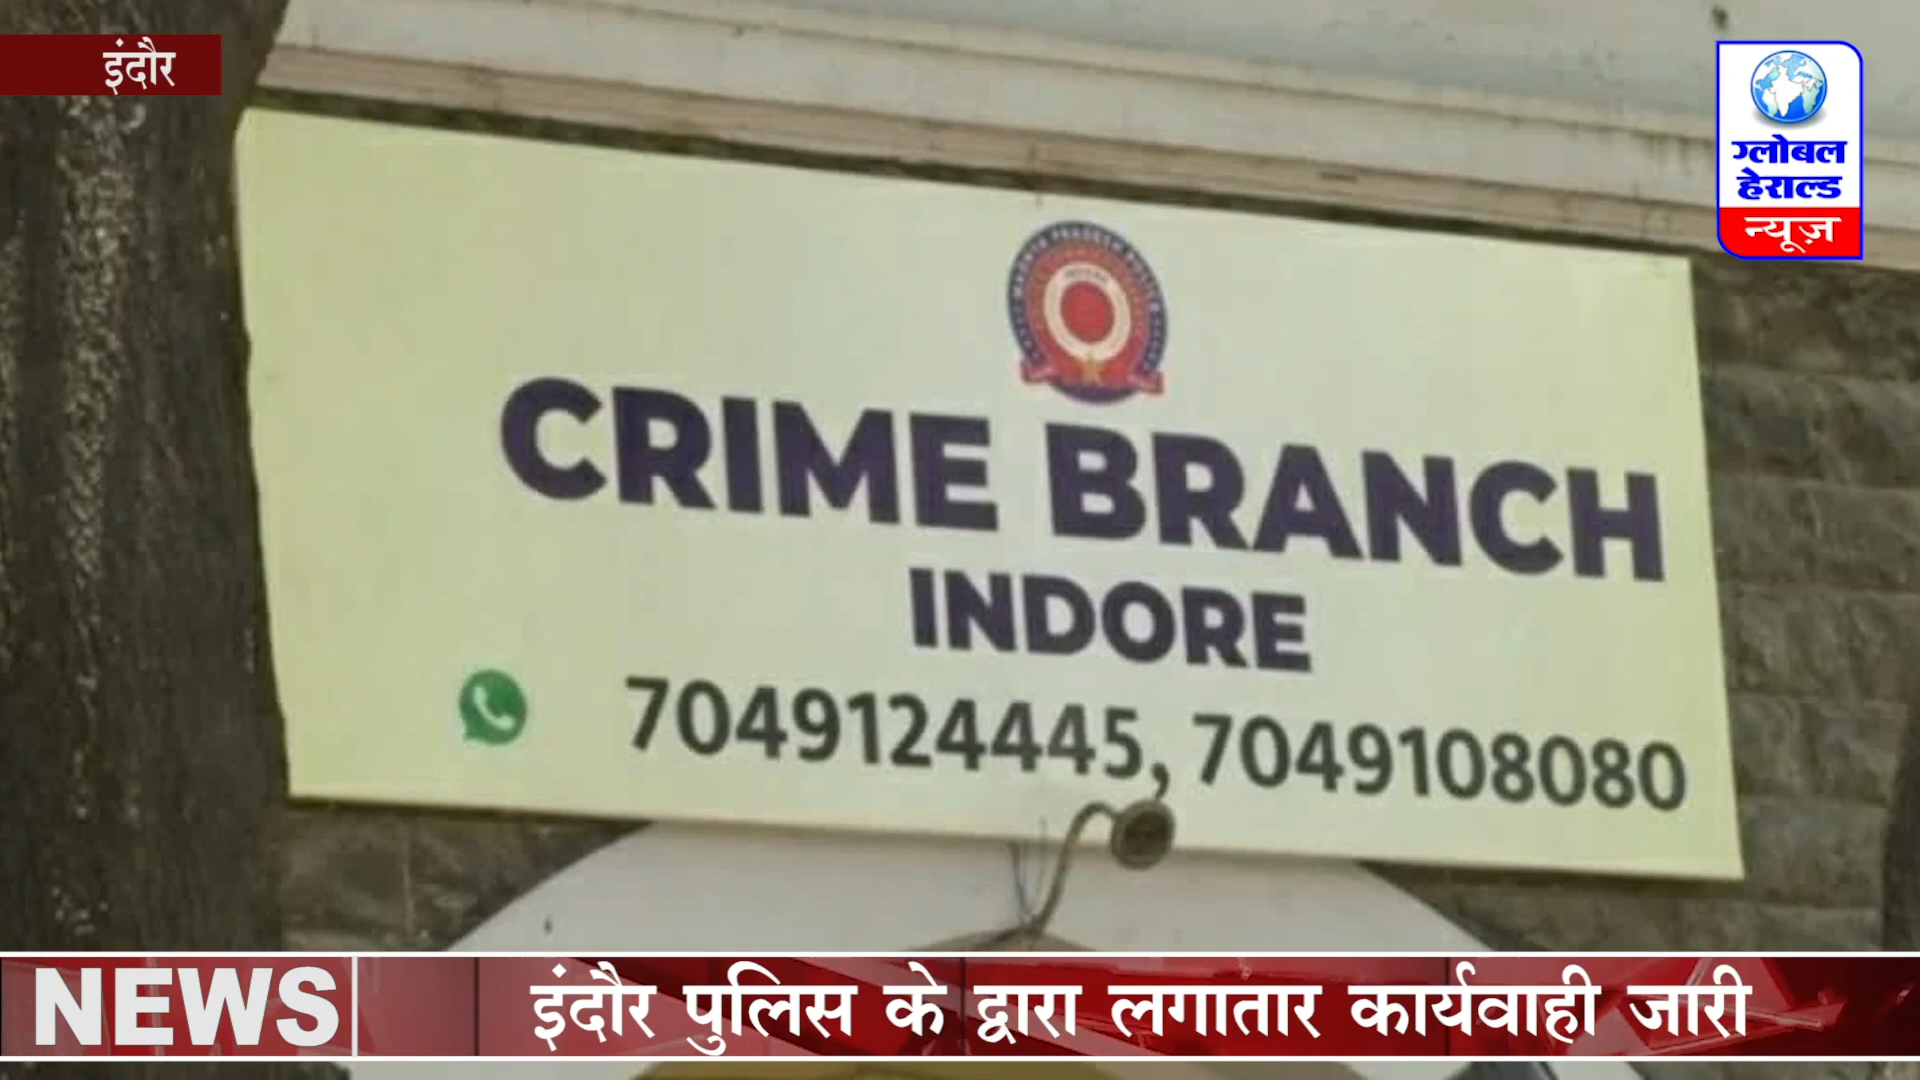 इंदौर
ग्लोबल
हेराल्ड
न्यूज़
CRIME BRANCH
INDORE
7049124445, 7049108080
NEWS
इंदौर पुलिस के द्वारा लगातार कार्यवाही जारी